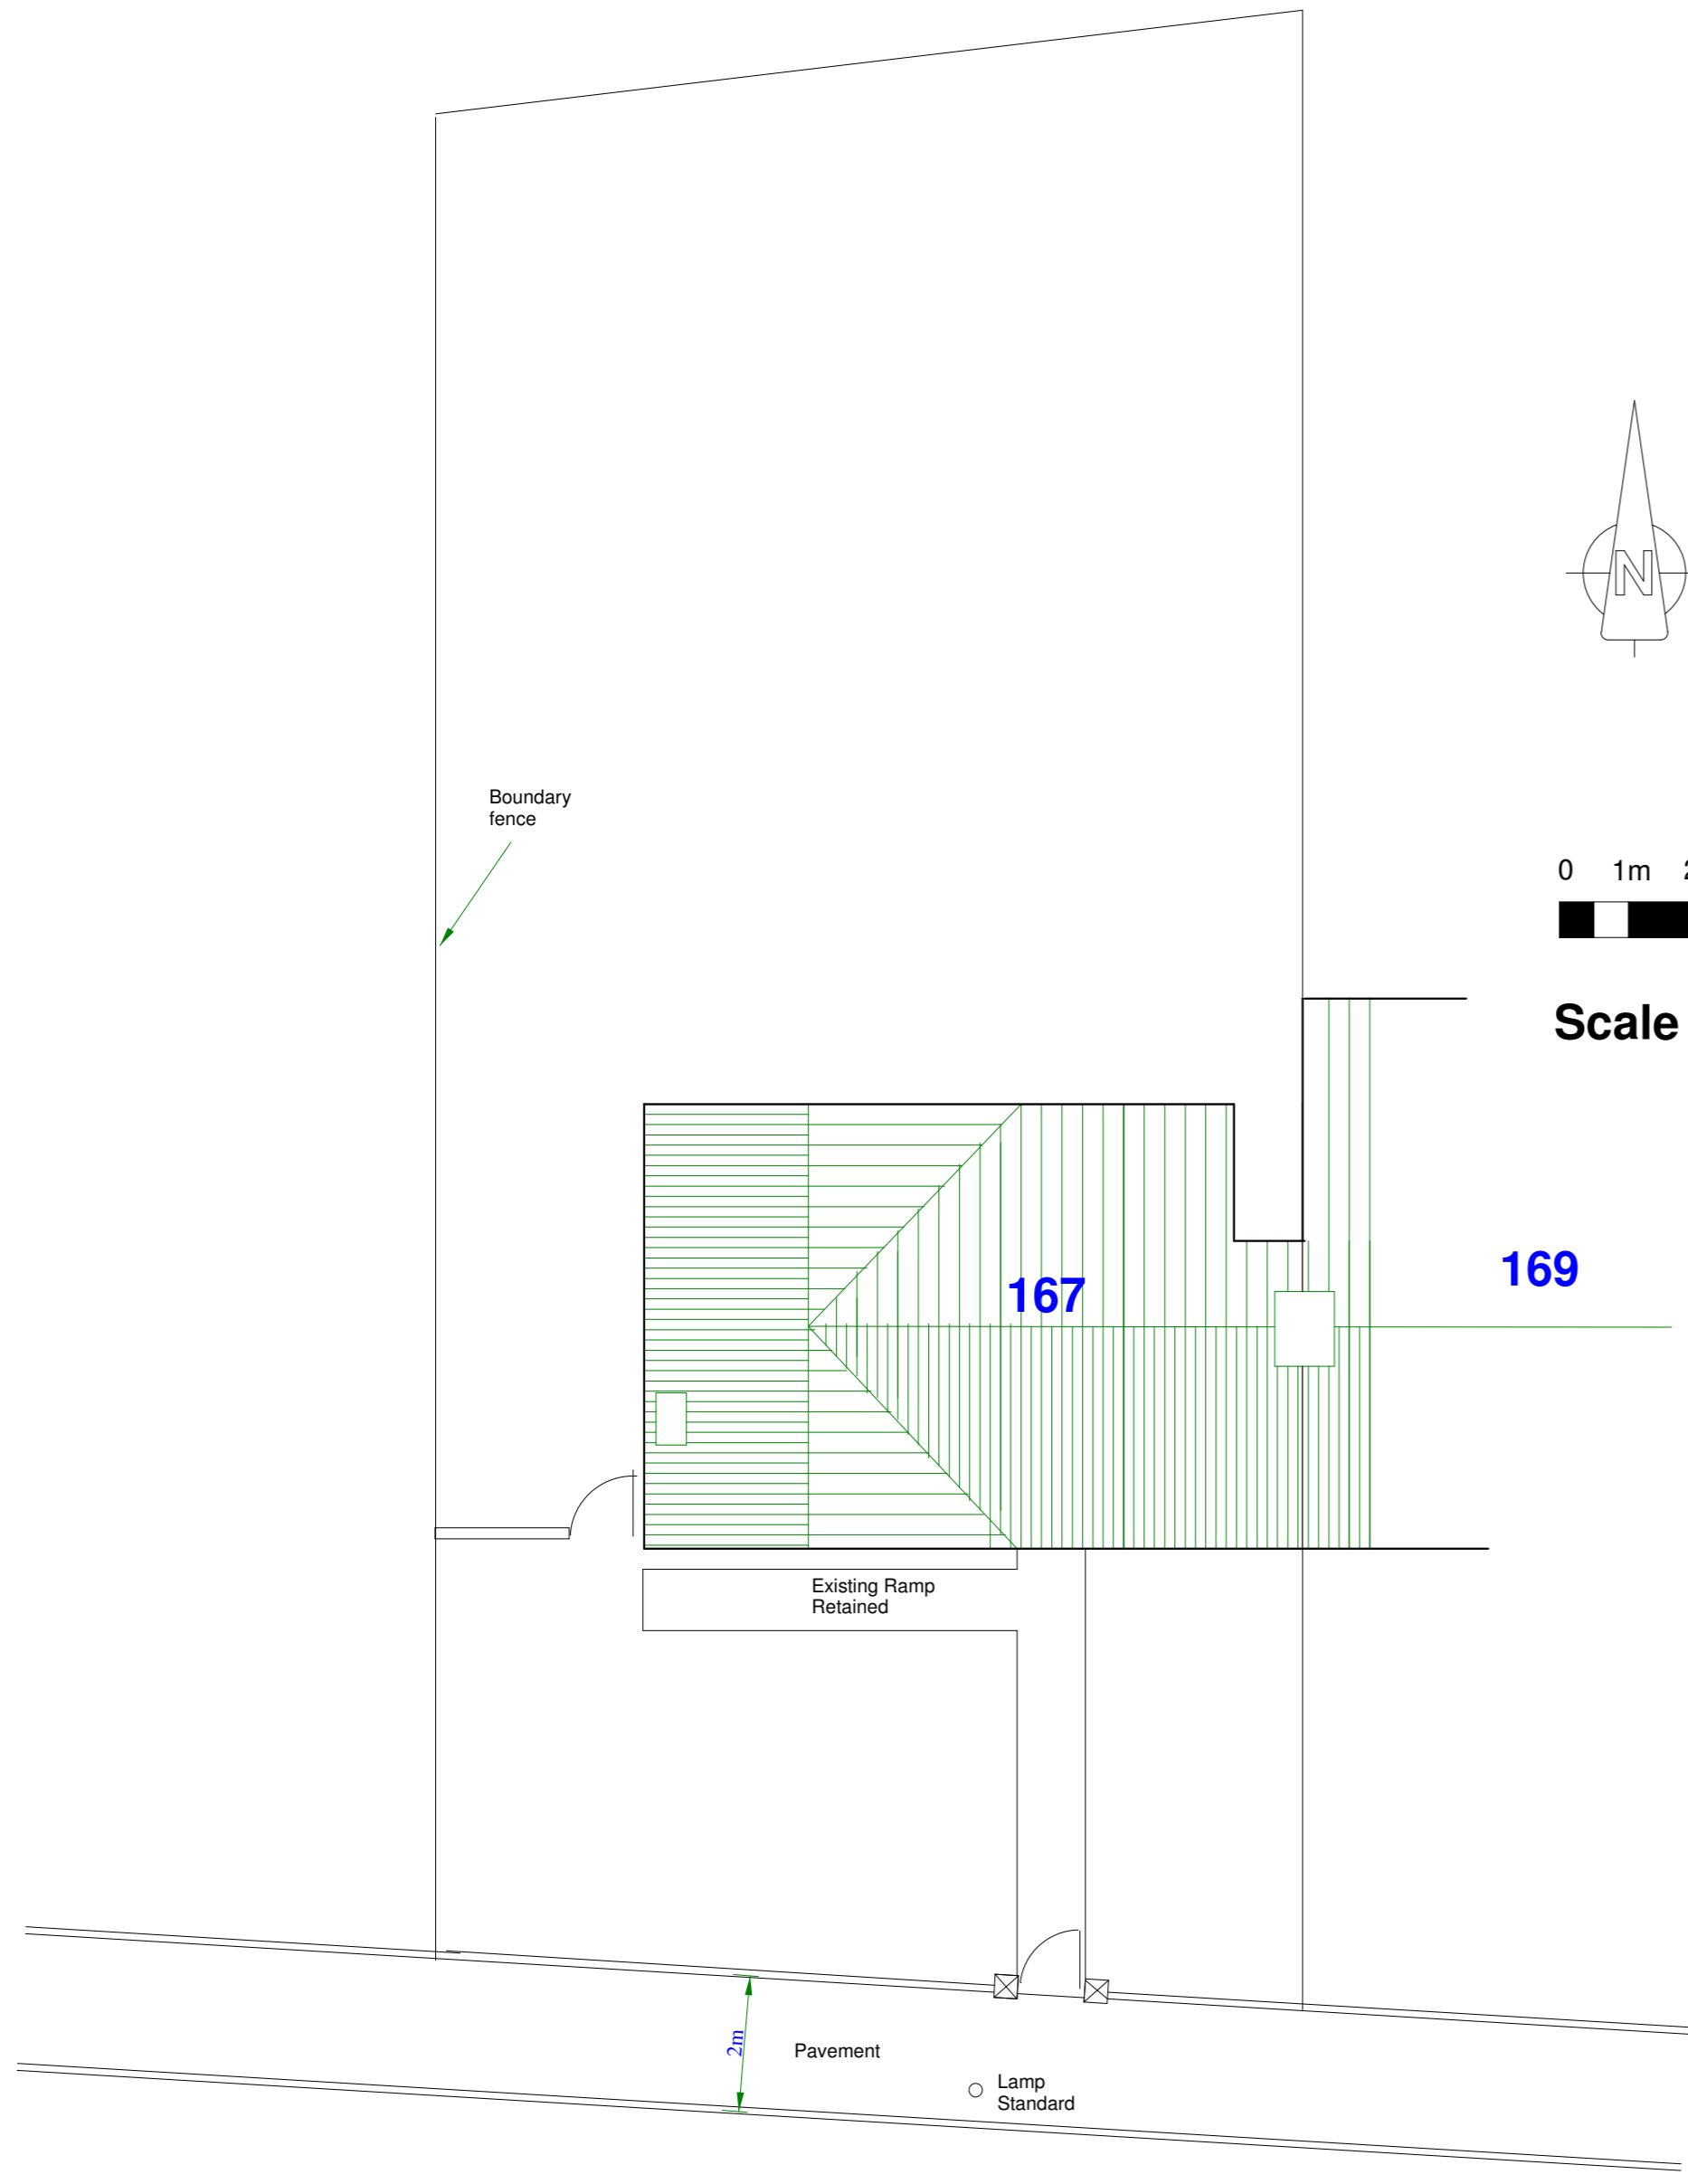 N
Boundary
fence
0 1m
Scale
167
169
Existing Ramp
Retained
2m
Pavement
Lamp
Standard